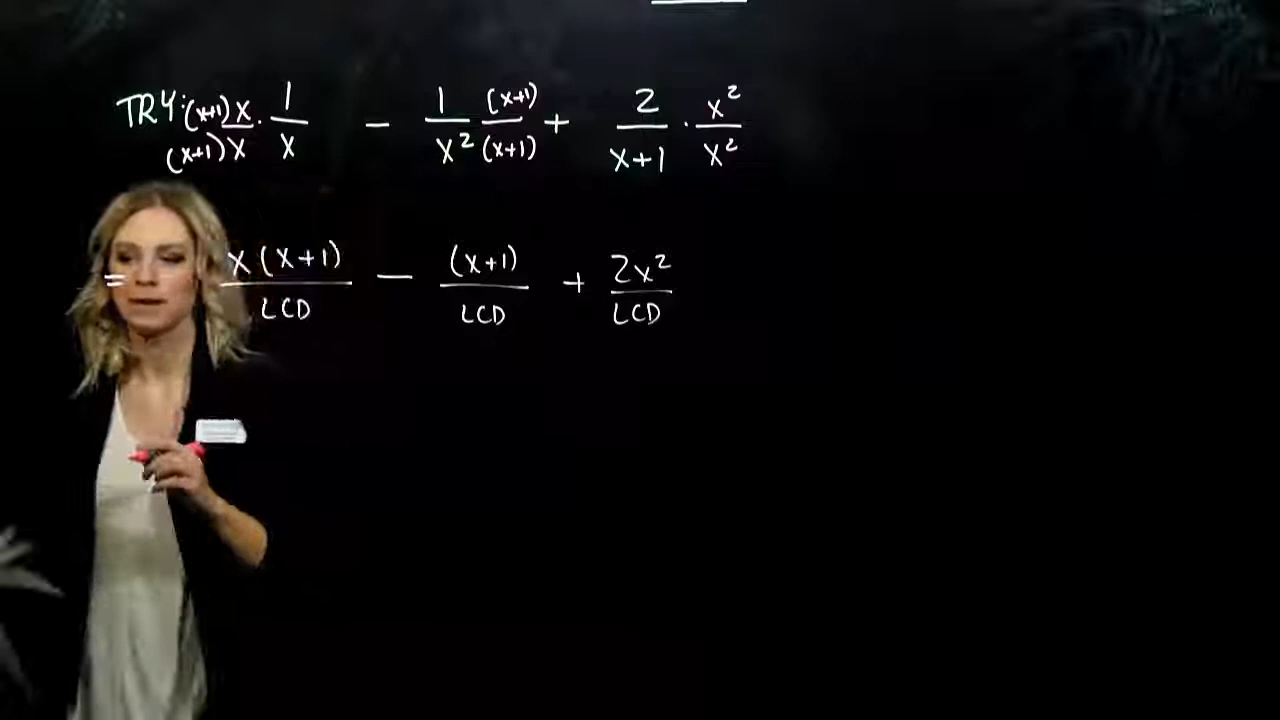 TRY: (x+1)x/(x+1)x · 1/x − 1/x² (x+1)/(x+1) + 2/x+1 · x²/x²
= x(x+1)/LCD − (x+1)/LCD + 2x²/LCD